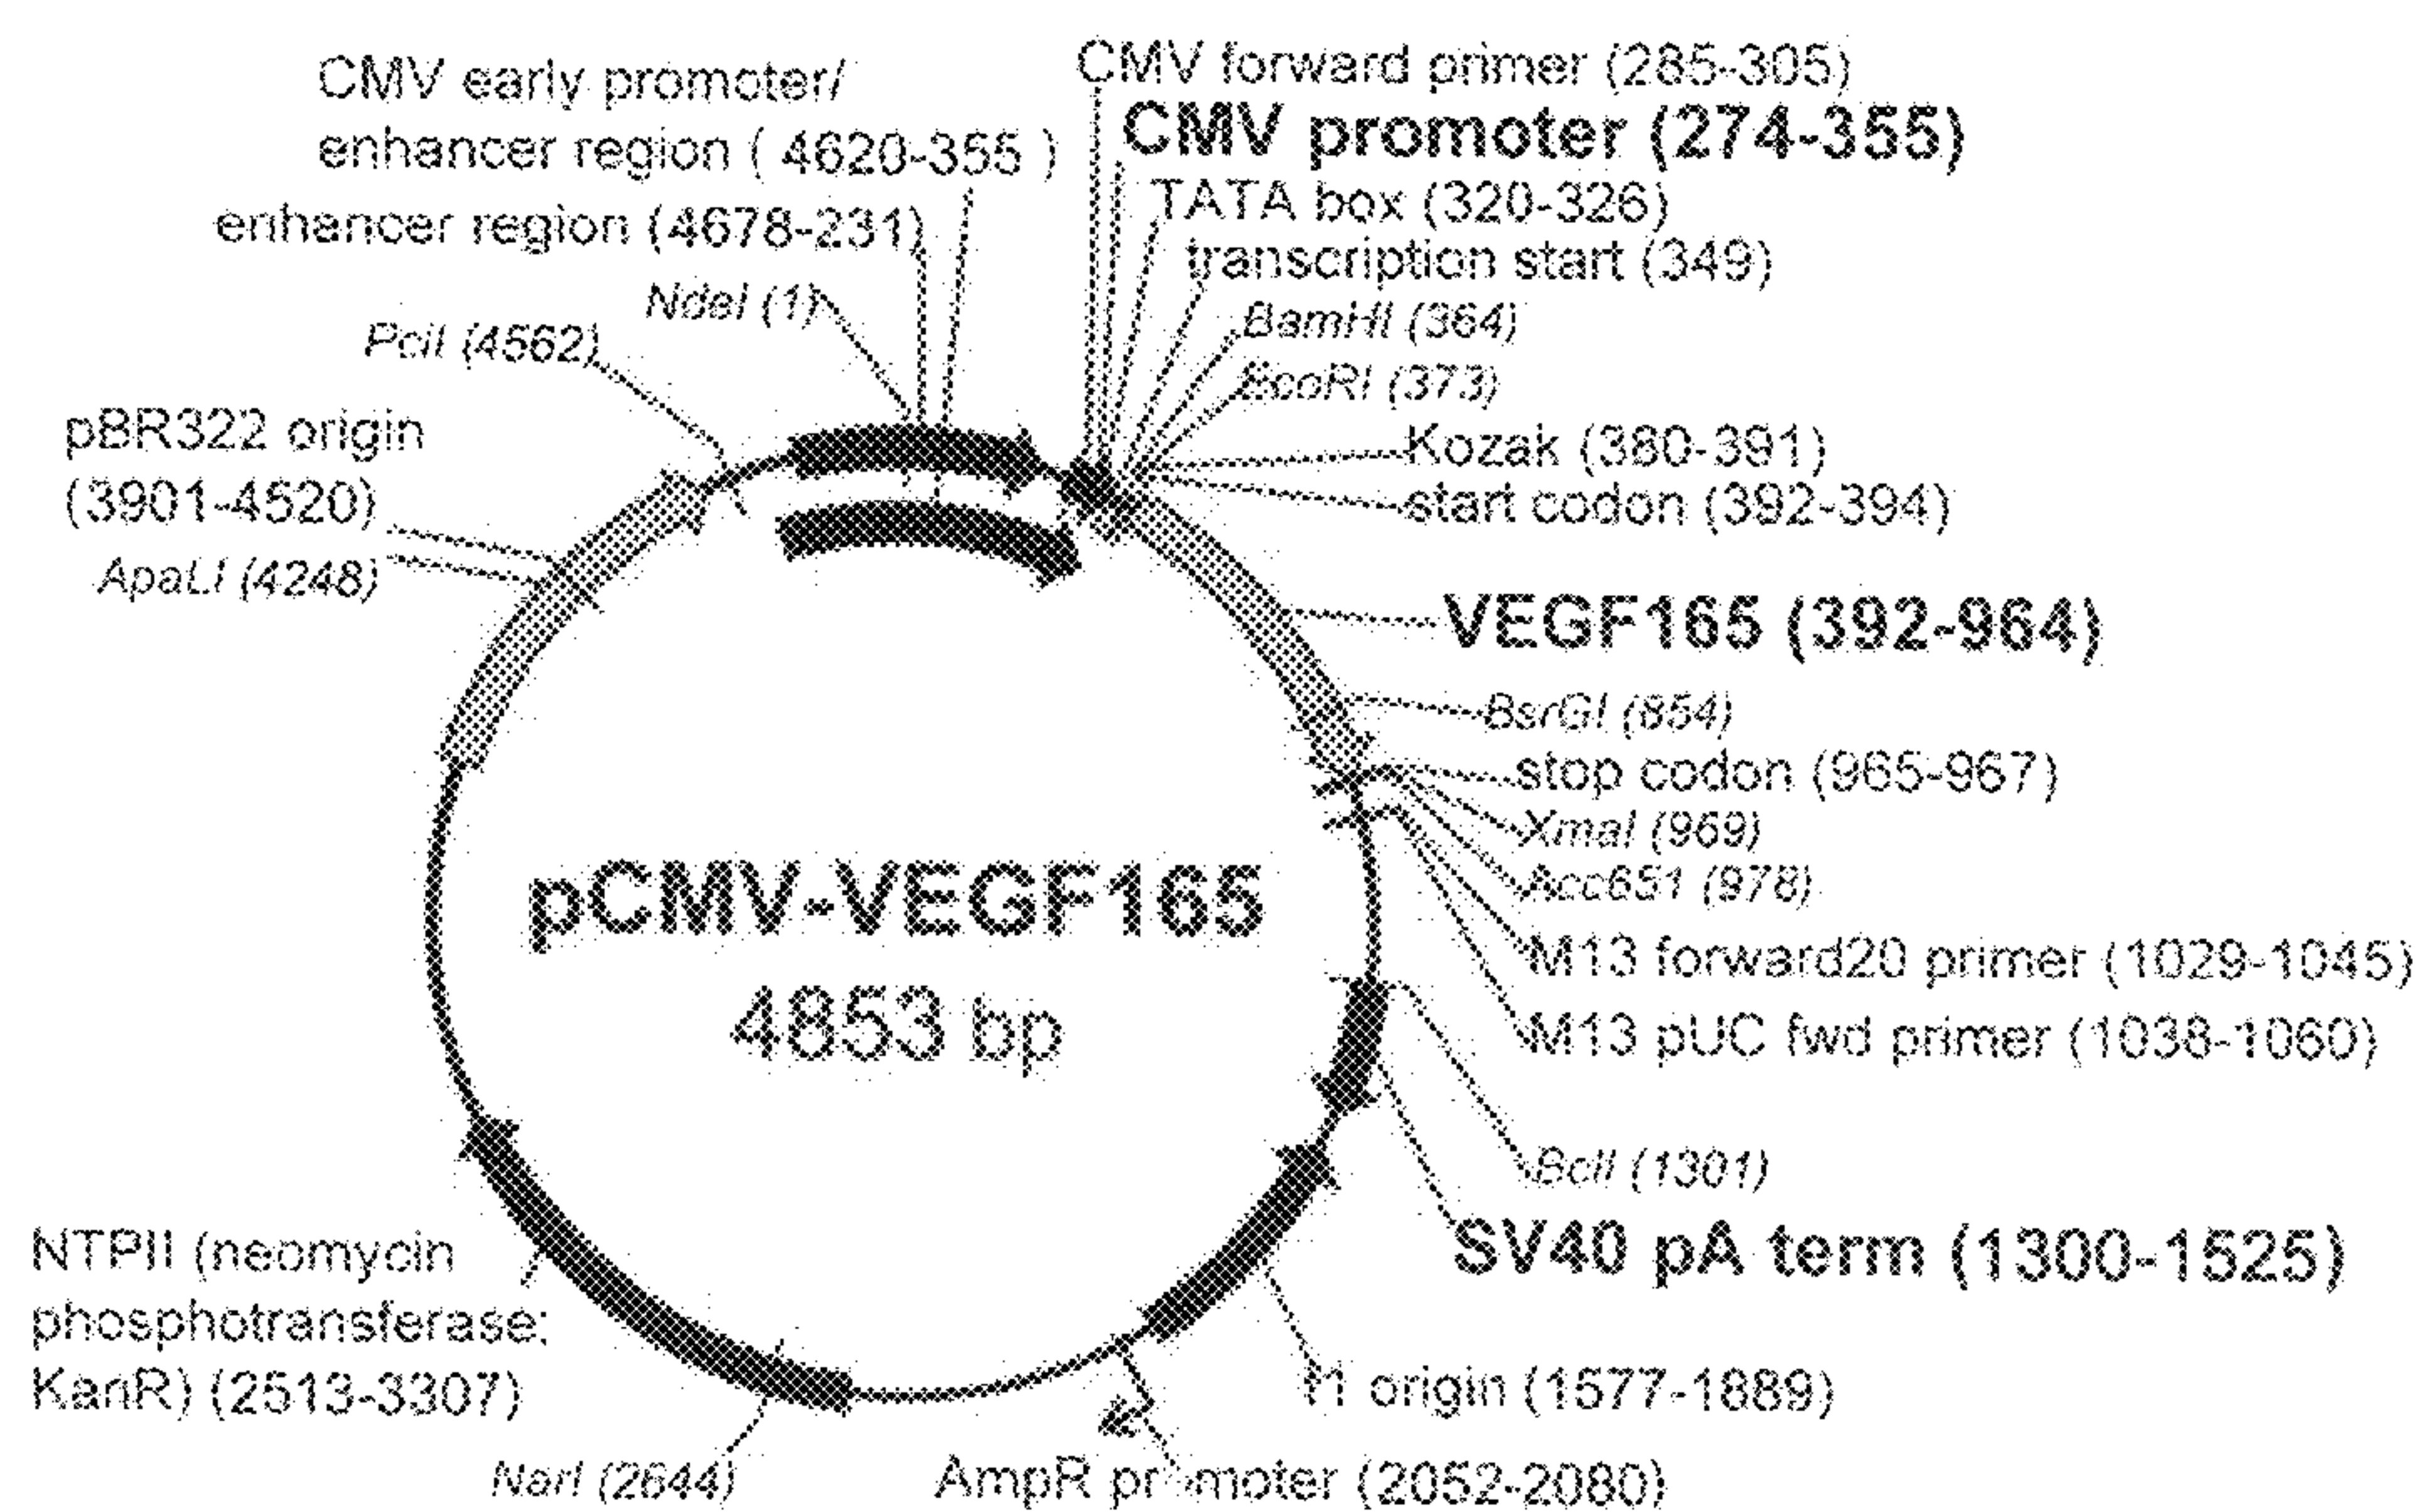 CMV early promoter/
enhancer region ( 4620-355 )
enhancer region (4678-231)
NdeI (1)
PciI (4562)
pBR322 origin
(3901-4520)
ApaLI (4248)
CMV forward primer (285-305)
CMV promoter (274-355)
TATA box (320-326)
transcription start (349)
BamHI (364)
EcoRI (373)
Kozak (380-391)
start codon (392-394)
VEGF165 (392-964)
BsrGI (854)
stop codon (965-967)
XmaI (969)
Acc651 (978)
M13 forward20 primer (1029-1045)
M13 pUC fwd primer (1038-1060)
BclI (1301)
SV40 pA term (1300-1525)
f1 origin (1577-1889)
AmpR promoter (2052-2080)
NarI (2644)
NTPII (neomycin
phosphotransferase;
KanR) (2513-3307)
pCMV-VEGF165
4853 bp